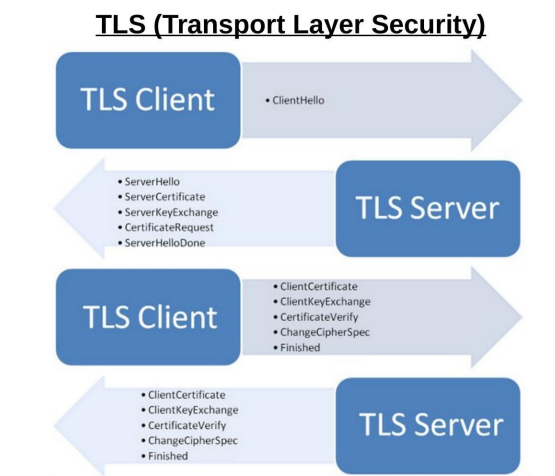 TLS (Transport Layer Security)
TLS Client
• ClientHello
• ServerHello
• ServerCertificate
• ServerKeyExchange
• CertificateRequest
• ServerHelloDone
TLS Server
TLS Client
• ClientCertificate
• ClientKeyExchange
• CertificateVerify
• ChangeCipherSpec
• Finished
• ClientCertificate
• ClientKeyExchange
• CertificateVerify
• ChangeCipherSpec
• Finished
TLS Server